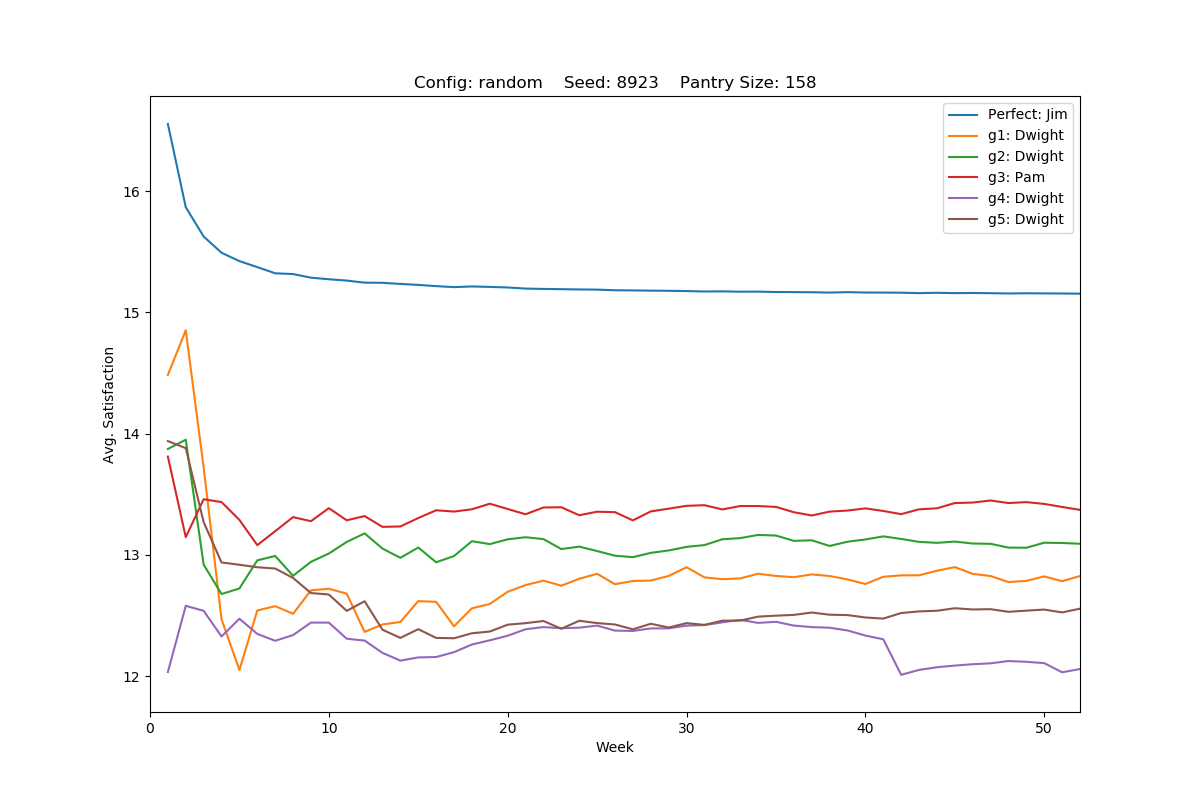 Config: random    Seed: 8923    Pantry Size: 158
Perfect: Jim
g1: Dwight
g2: Dwight
g3: Pam
g4: Dwight
g5: Dwight
Avg. Satisfaction
16
15
14
13
12
0 10 20 30 40 50
Week